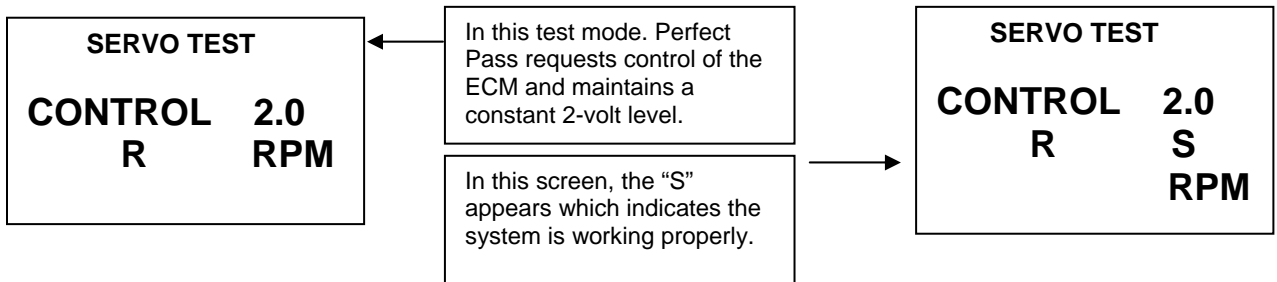 SERVO TEST
CONTROL 2.0
R RPM
In this test mode. Perfect
Pass requests control of the
ECM and maintains a
constant 2-volt level.
In this screen, the “S”
appears which indicates the
system is working properly.
SERVO TEST
CONTROL 2.0
R S
RPM